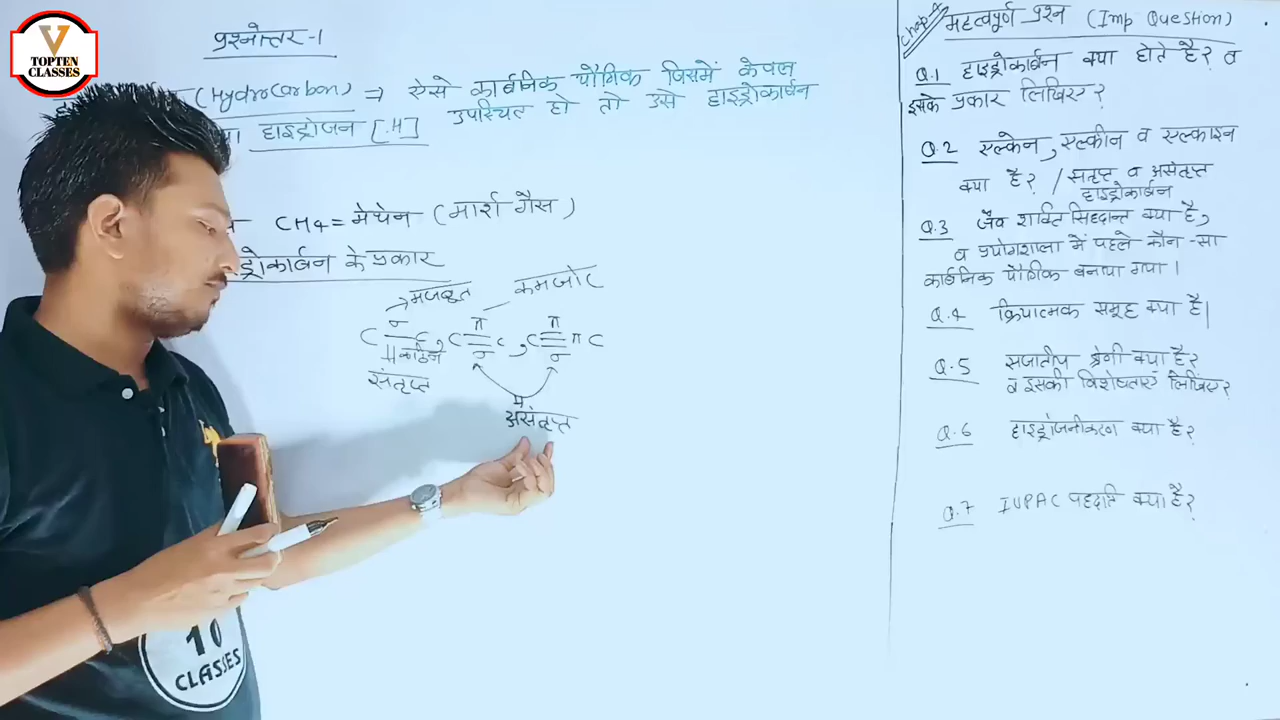 V
TOPTEN
CLASSES
प्रश्नोत्तर-1
(Hydrocarbon) ⇒ ऐसे कार्बनिक यौगिक जिसमें केवल
हाइड्रोजन [.H] उपस्थित हो तो उसे हाइड्रोकार्बन
CH4 = मेथेन (मार्श गैस)
ड्रोकार्बन के प्रकार
→मजबूत कमजोर
σ π
C – C, C ≡ C, C ≡ π C
σ σ
संतृप्त
असंतृप्त
10
CLASSES
महत्वपूर्ण प्रश्न (Imp Question)
Q.1 हाइड्रोकार्बन क्या होते है? व
इसके प्रकार लिखिए?
Q.2 एल्केन, एल्कीन व एल्काइन
क्या है? / संतृप्त व असंतृप्त
हाइड्रोकार्बन
Q.3 जैव शक्ति सिद्दान्त क्या है,
व प्रयोगशाला में पहले कौन-सा
कार्बनिक यौगिक बनाया गया।
Q.4 क्रियात्मक समूह क्या है|
Q.5 सजातीय श्रेणी क्या है?
व इसकी विशेषताएं लिखिए?
Q.6 हाइड्रोजनीकरण क्या है?
Q.7 IUPAC पद्दति क्या है?